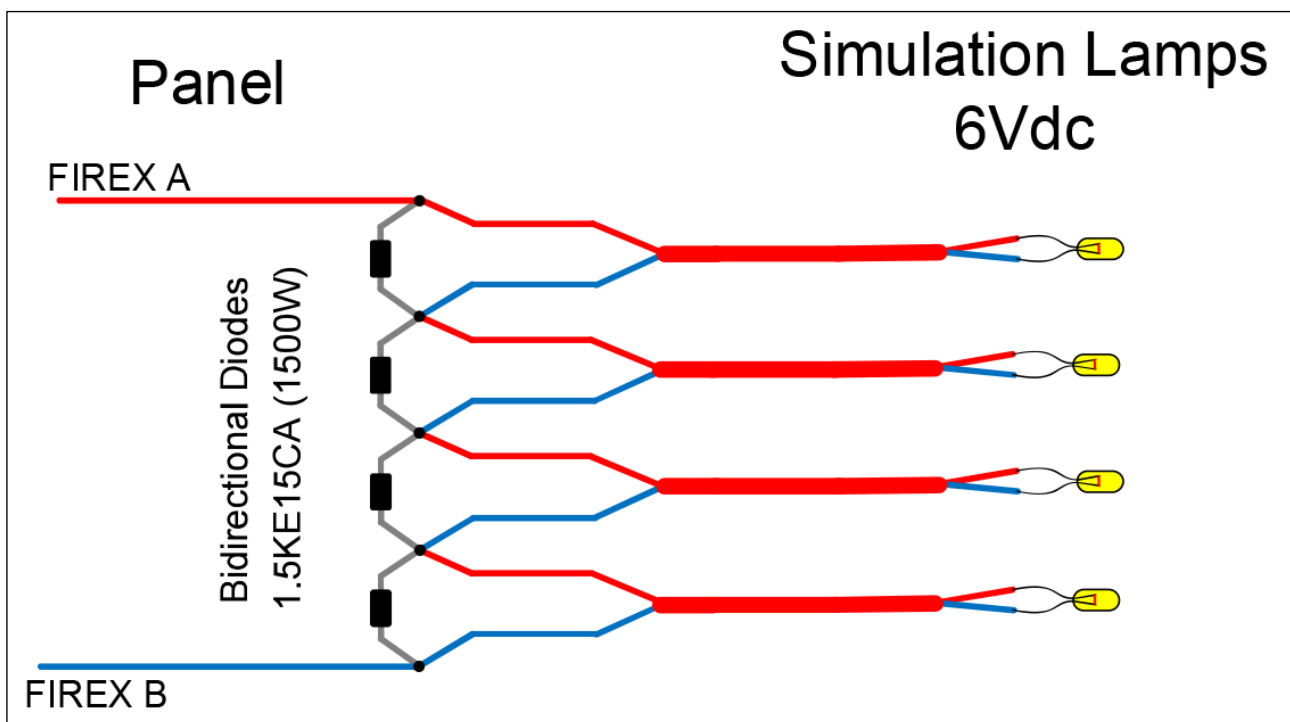 Panel
Simulation Lamps
6Vdc
FIREX A
Bidirectional Diodes
1.5KE15CA (1500W)
FIREX B